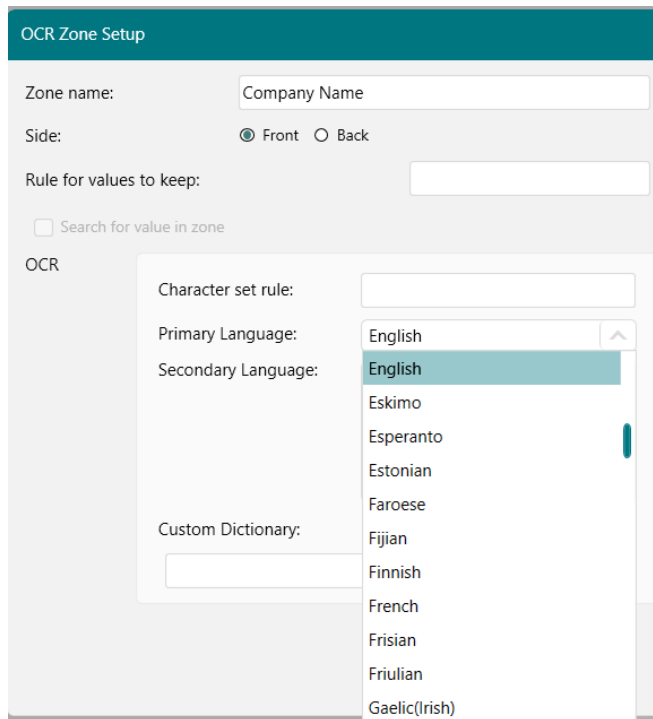 OCR Zone Setup
Zone name: Company Name
Side: Front Back
Rule for values to keep:
Search for value in zone
OCR
Character set rule:
Primary Language: English
Secondary Language: English
Eskimo
Esperanto
Estonian
Faroese
Custom Dictionary: Fijian
Finnish
French
Frisian
Friulian
Gaelic(Irish)